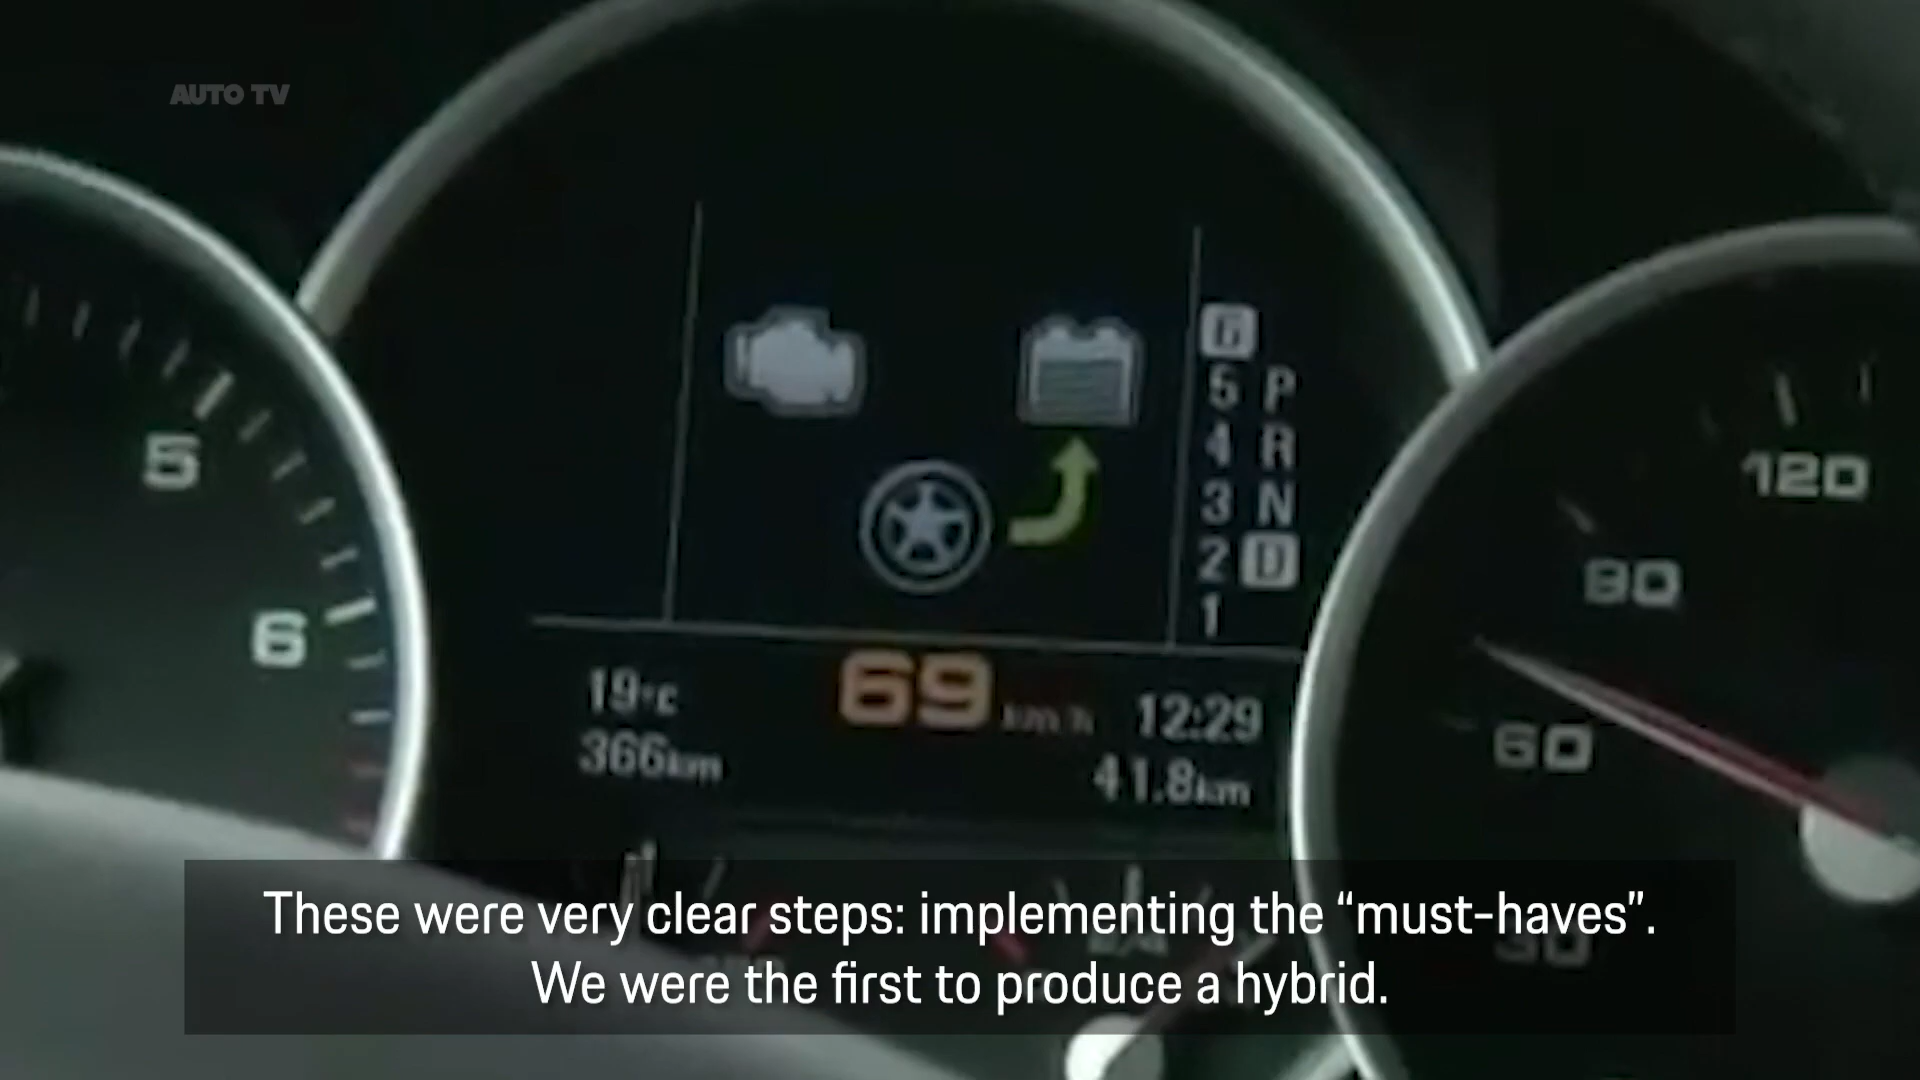 AUTO TV
5
6
5 P
4 R
3 N
2 D
1
19°C
69 km/h
12:29
366km
41.8km
120
90
60
30
These were very clear steps: implementing the “must-haves”.
We were the first to produce a hybrid.